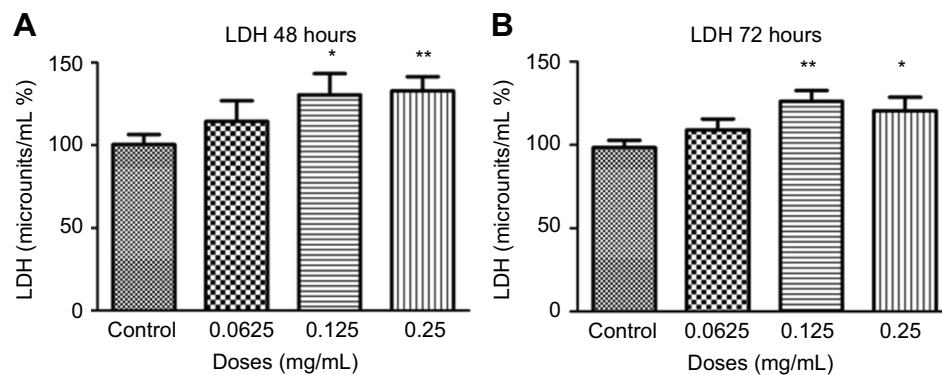 A
LDH 48 hours
LDH (microunits/mL %)
150
100
50
0
*
**
Control
0.0625
0.125
0.25
Doses (mg/mL)
B
LDH 72 hours
LDH (microunits/mL %)
150
100
50
0
**
*
Control
0.0625
0.125
0.25
Doses (mg/mL)